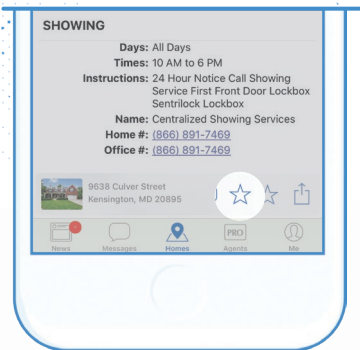 SHOWING
Days: All Days
Times: 10 AM to 6 PM
Instructions: 24 Hour Notice Call Showing
Service First Front Door Lockbox
Sentrilock Lockbox
Name: Centralized Showing Services
Home #: (866) 891-7469
Office #: (866) 891-7469
9638 Culver Street
Kensington, MD 20895
PRO
News Messages Homes Agents Me